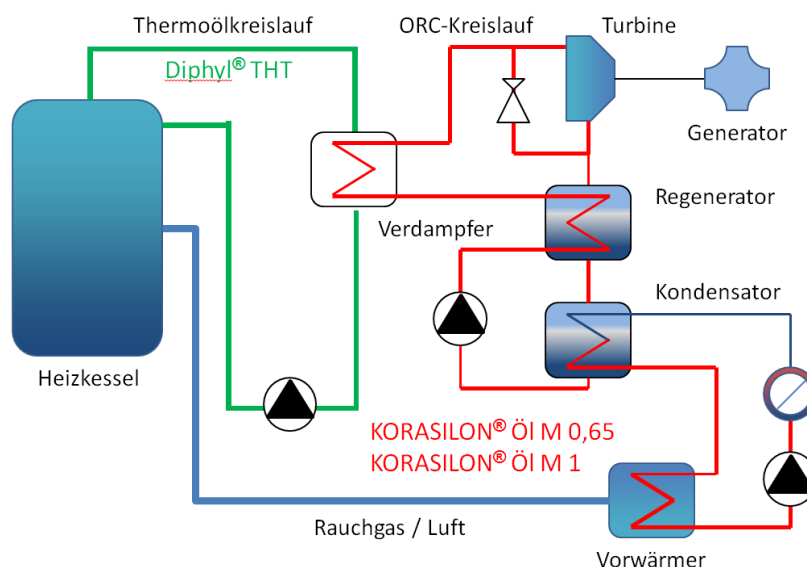 Thermoölkreislauf
ORC-Kreislauf
Turbine
Diphyl® THT
Generator
Regenerator
Verdampfer
Kondensator
Heizkessel
KORASILON® Öl M 0,65
KORASILON® Öl M 1
Rauchgas / Luft
Vorwärmer